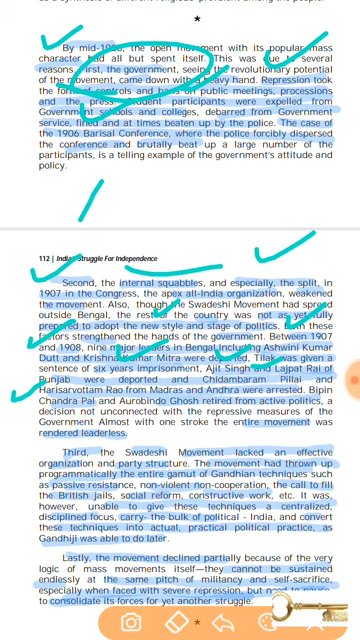 as a synthesis of different religions prevalent among the people.
*
By mid-1908, the open movement with its popular mass
character had all but spent itself. This was due to several
reasons. First, the government, seeing the revolutionary potential
of the movement, came down with a heavy hand. Repression took
the form of controls and bans on public meetings, processions
and the press. Student participants were expelled from
Government schools and colleges, debarred from Government
service, fined and at times beaten up by the police. The case of
the 1906 Barisal Conference, where the police forcibly dispersed
the conference and brutally beat up a large number of the
participants, is a telling example of the government's attitude and
policy.
112 | India's Struggle For Independence
Second, the internal squabbles, and especially, the split, in
1907 in the Congress, the apex all-India organization, weakened
the movement. Also, though the Swadeshi Movement had spread
outside Bengal, the rest of the country was not as yet fully
prepared to adopt the new style and stage of politics. Both these
factors strengthened the hands of the government. Between 1907
and 1908, nine major leaders in Bengal including Ashwini Kumar
Dutt and Krishna Kumar Mitra were deported, Tilak was given a
sentence of six years imprisonment, Ajit Singh and Lajpat Rai of
Punjab were deported and Chidambaram Pillai and
Harisarvottam Rao from Madras and Andhra were arrested. Bipin
Chandra Pal and Aurobindo Ghosh retired from active politics, a
decision not unconnected with the repressive measures of the
Government Almost with one stroke the entire movement was
rendered leaderless.
Third, the Swadeshi Movement lacked an effective
organization and party structure. The movement had thrown up
programmatically the entire gamut of Gandhian techniques such
as passive resistance, non-violent non-cooperation, the call to fill
the British jails, social reform, constructive work, etc. It was,
however, unable to give these techniques a centralized,
disciplined focus, carry- the bulk of political - India, and convert
these techniques into actual, practical political practice, as
Gandhiji was able to do later.
Lastly, the movement declined partially because of the very
logic of mass movements itself—they cannot be sustained
endlessly at the same pitch of militancy and self-sacrifice,
especially when faced with severe repression, but need to pause
to consolidate its forces for yet another struggle.
*